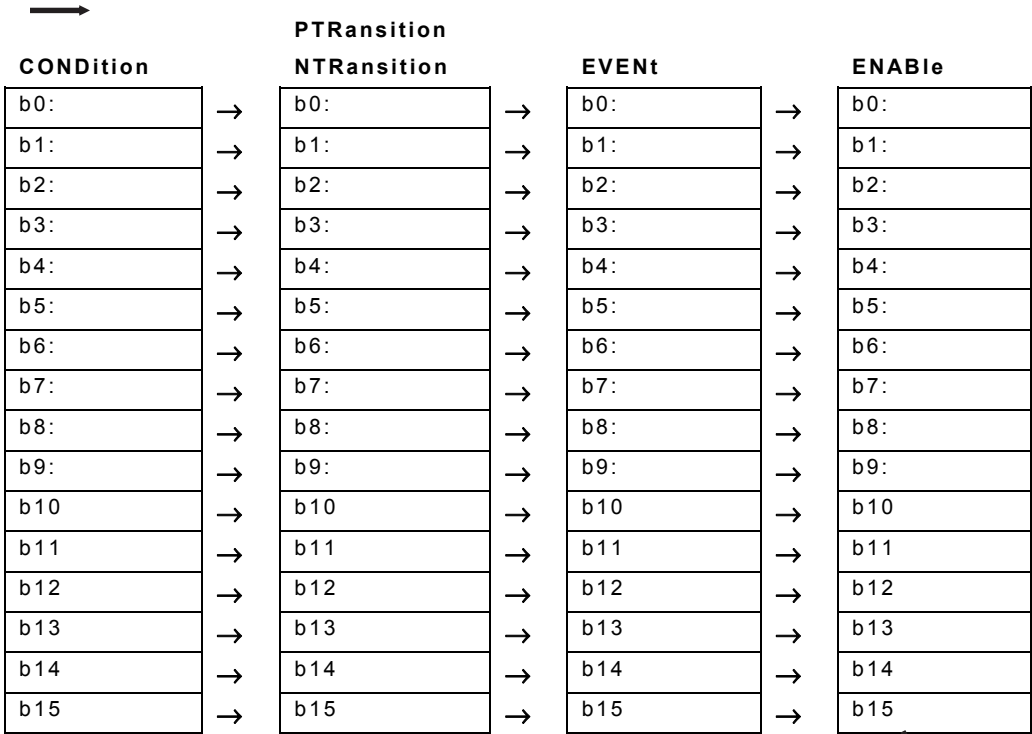 PTRansition
CONDition NTRansition EVENt ENABle
b0: → b0: → b0: → b0:
b1: → b1: → b1: → b1:
b2: → b2: → b2: → b2:
b3: → b3: → b3: → b3:
b4: → b4: → b4: → b4:
b5: → b5: → b5: → b5:
b6: → b6: → b6: → b6:
b7: → b7: → b7: → b7:
b8: → b8: → b8: → b8:
b9: → b9: → b9: → b9:
b10 → b10 → b10 → b10
b11 → b11 → b11 → b11
b12 → b12 → b12 → b12
b13 → b13 → b13 → b13
b14 → b14 → b14 → b14
b15 → b15 → b15 → b15